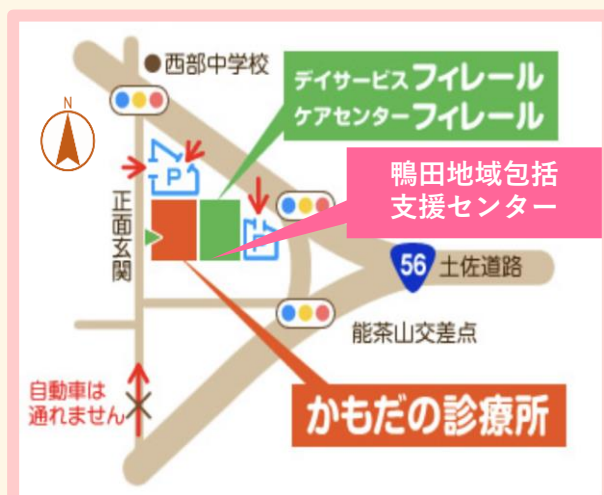 西部中学校
デイサービスフィレール
ケアセンターフィレール
N
鴨田地域包括
支援センター
P
正面玄関
P
56
土佐道路
能茶山交差点
自動車は
通れません
かもだの診療所